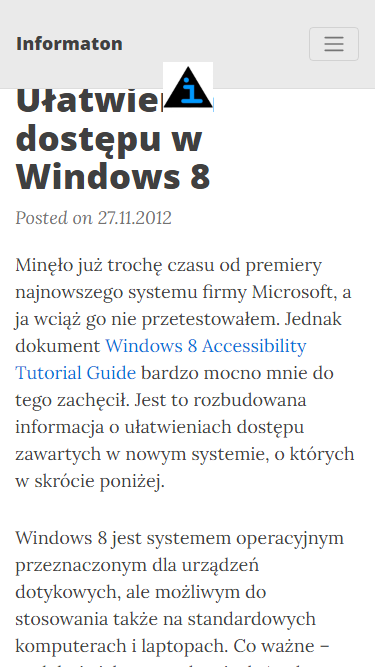 Informaton
Ułatwie
dostępu w
Windows 8
Posted on 27.11.2012
Minęło już trochę czasu od premiery
najnowszego systemu firmy Microsoft, a
ja wciąż go nie przetestowałem. Jednak
dokument Windows 8 Accessibility
Tutorial Guide bardzo mocno mnie do
tego zachęcił. Jest to rozbudowana
informacja o ułatwieniach dostępu
zawartych w nowym systemie, o których
w skrócie poniżej.
Windows 8 jest systemem operacyjnym
przeznaczonym dla urządzeń
dotykowych, ale możliwym do
stosowania także na standardowych
komputerach i laptopach. Co ważne –